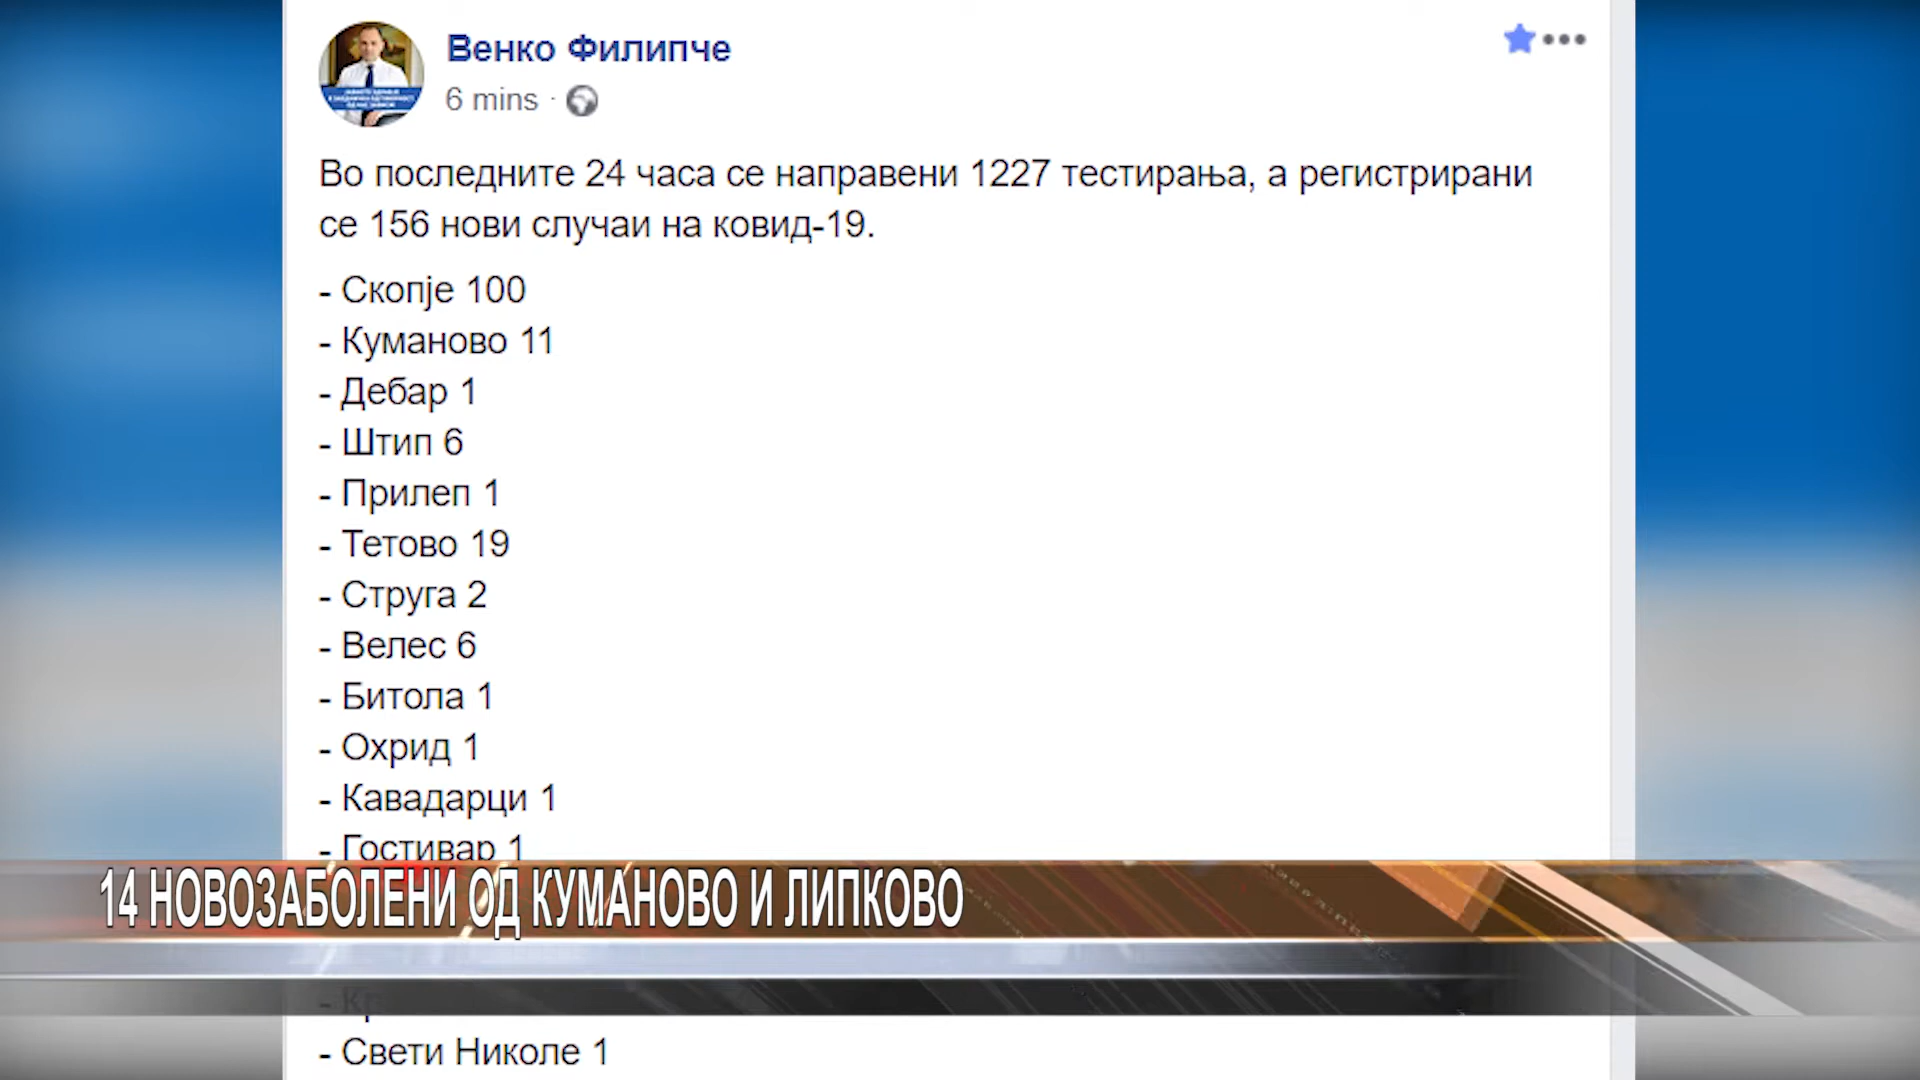 Венко Филипче
6 mins ·
Во последните 24 часа се направени 1227 тестирања, а регистрирани
се 156 нови случаи на ковид-19.
- Скопје 100
- Куманово 11
- Дебар 1
- Штип 6
- Прилеп 1
- Тетово 19
- Струга 2
- Велес 6
- Битола 1
- Охрид 1
- Кавадарци 1
- Гостивар 1
14 НОВОЗАБОЛЕНИ ОД КУМАНОВО И ЛИПКОВО
- Свети Николе 1